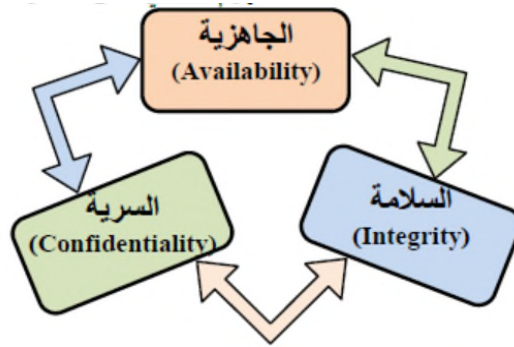 الجاهزية
(Availability)
السرية
(Confidentiality)
السلامة
(Integrity)